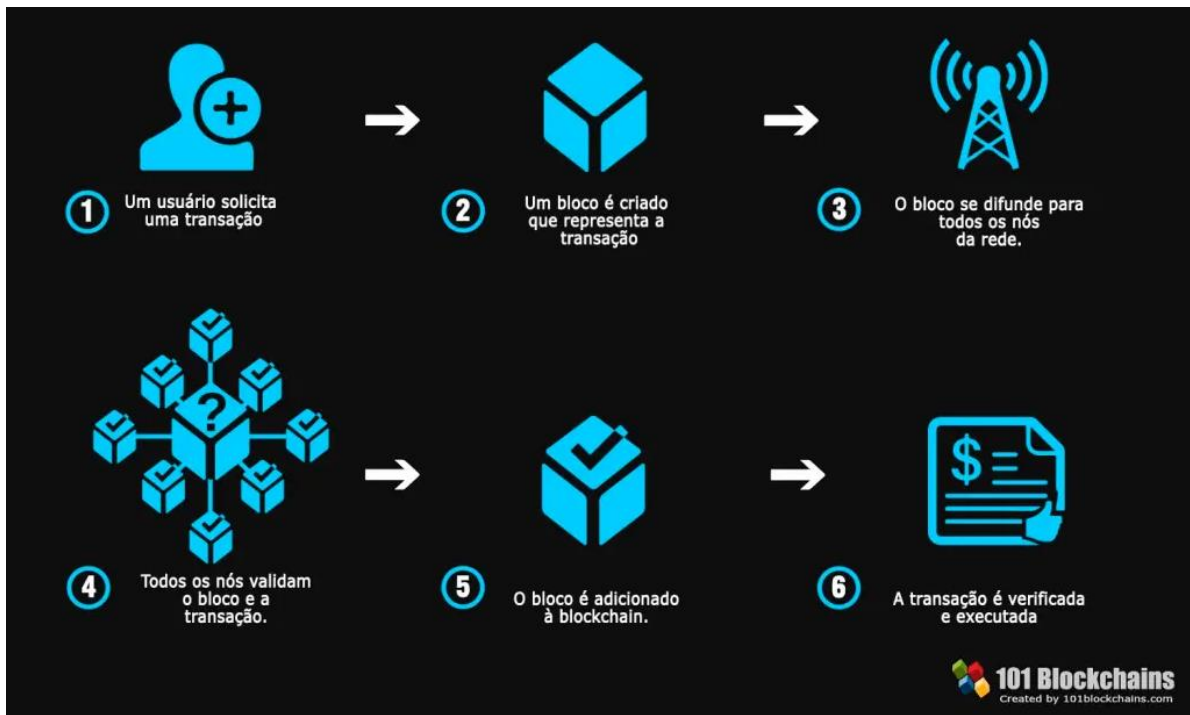 1
Um usuário solicita
uma transação
2
Um bloco é criado
que representa a
transação
3
O bloco se difunde para
todos os nós
da rede.
?
4
Todos os nós validam
o bloco e a
transação.
5
O bloco é adicionado
à blockchain.
$
6
A transação é verificada
e executada
101 Blockchains
Created by 101blockchains.com